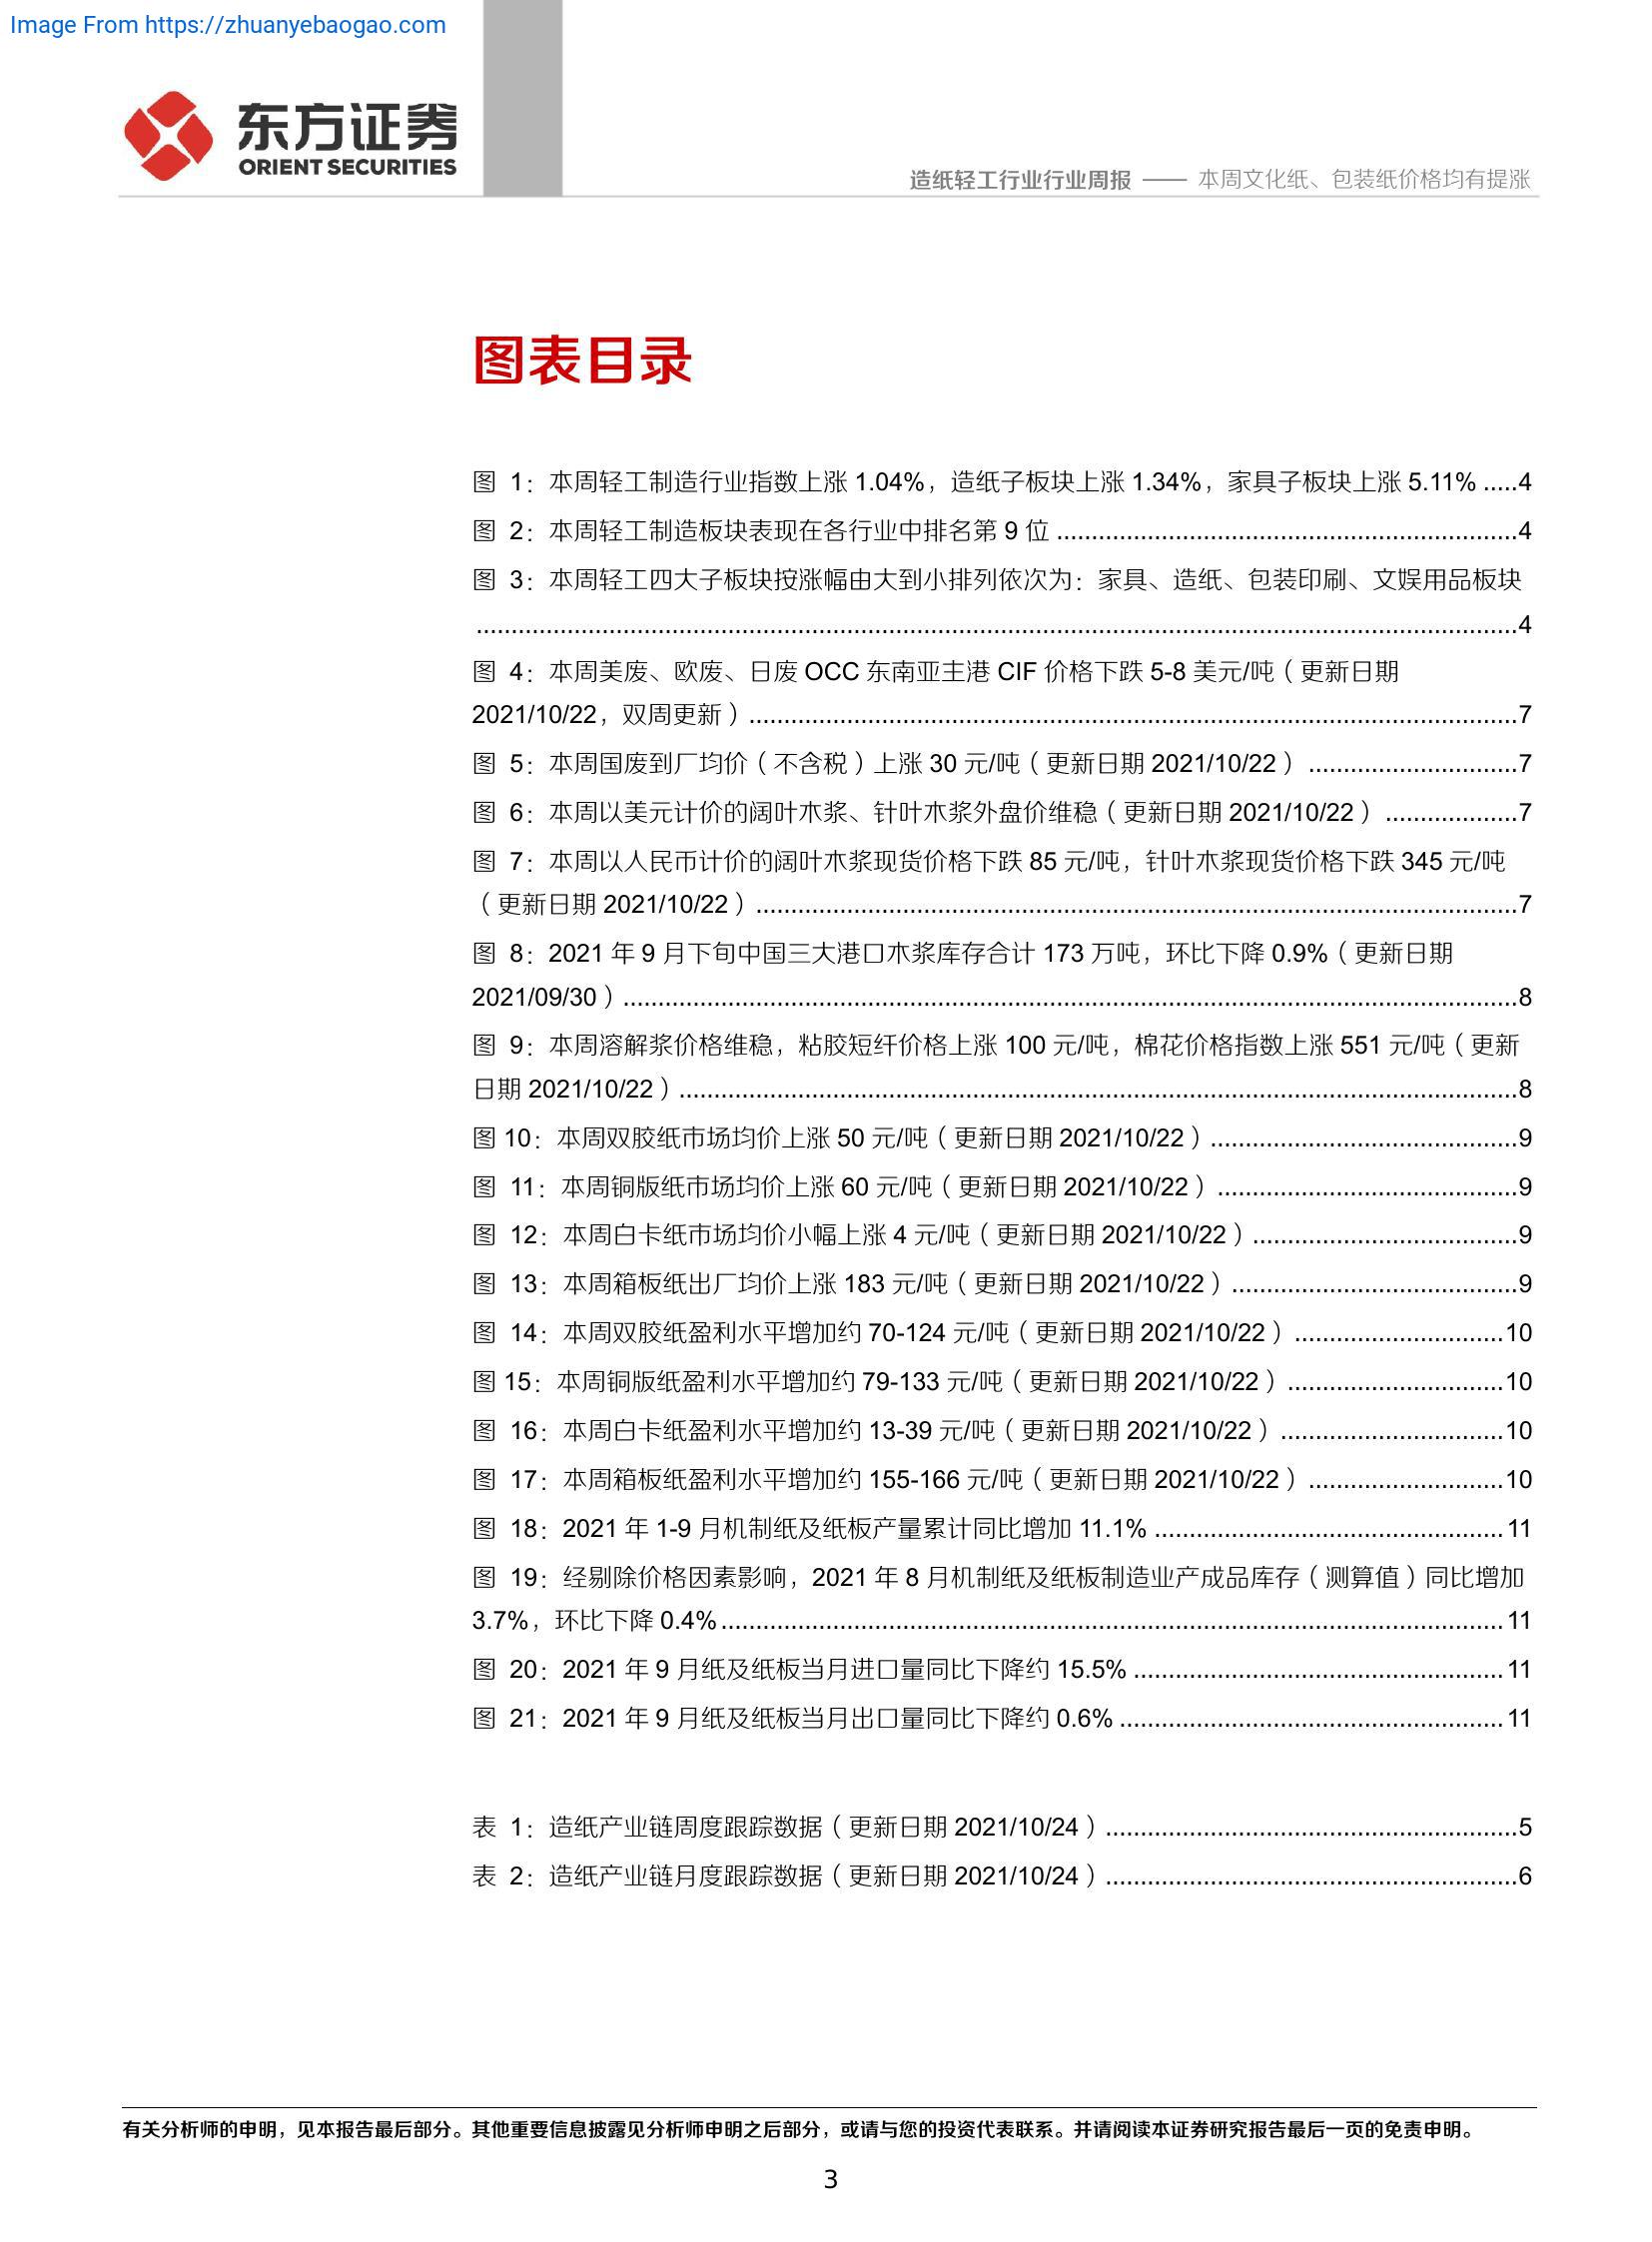 Image From https://zhuanyebaogao.com
东方证券
ORIENT SECURITIES
造纸轻工行业行业周报 —— 本周文化纸、包装纸价格均有提涨
图表目录
图 1：本周轻工制造行业指数上涨 1.04%，造纸子板块上涨 1.34%，家具子板块上涨 5.11% .....4
图 2：本周轻工制造板块表现在各行业中排名第 9 位 ..................................................................4
图 3：本周轻工四大子板块按涨幅由大到小排列依次为：家具、造纸、包装印刷、文娱用品板块
.....................................................................................................................................................4
图 4：本周美废、欧废、日废 OCC 东南亚主港 CIF 价格下跌 5-8 美元/吨（更新日期
2021/10/22，双周更新）..............................................................................................................7
图 5：本周国废到厂均价（不含税）上涨 30 元/吨（更新日期 2021/10/22） ..............................7
图 6：本周以美元计价的阔叶木浆、针叶木浆外盘价维稳（更新日期 2021/10/22） ...................7
图 7：本周以人民币计价的阔叶木浆现货价格下跌 85 元/吨，针叶木浆现货价格下跌 345 元/吨
（更新日期 2021/10/22）.............................................................................................................7
图 8：2021 年 9 月下旬中国三大港口木浆库存合计 173 万吨，环比下降 0.9%（更新日期
2021/09/30）................................................................................................................................8
图 9：本周溶解浆价格维稳，粘胶短纤价格上涨 100 元/吨，棉花价格指数上涨 551 元/吨（更新
日期 2021/10/22）........................................................................................................................8
图 10：本周双胶纸市场均价上涨 50 元/吨（更新日期 2021/10/22）............................................9
图 11：本周铜版纸市场均价上涨 60 元/吨（更新日期 2021/10/22） ...........................................9
图 12：本周白卡纸市场均价小幅上涨 4 元/吨（更新日期 2021/10/22）......................................9
图 13：本周箱板纸出厂均价上涨 183 元/吨（更新日期 2021/10/22）.........................................9
图 14：本周双胶纸盈利水平增加约 70-124 元/吨（更新日期 2021/10/22）..............................10
图 15：本周铜版纸盈利水平增加约 79-133 元/吨（更新日期 2021/10/22） ...............................10
图 16：本周白卡纸盈利水平增加约 13-39 元/吨（更新日期 2021/10/22）................................10
图 17：本周箱板纸盈利水平增加约 155-166 元/吨（更新日期 2021/10/22） ............................10
图 18：2021 年 1-9 月机制纸及纸板产量累计同比增加 11.1% ..................................................11
图 19：经剔除价格因素影响，2021 年 8 月机制纸及纸板制造业产成品库存（测算值）同比增加
3.7%，环比下降 0.4%................................................................................................................11
图 20：2021 年 9 月纸及纸板当月进口量同比下降约 15.5% .....................................................11
图 21：2021 年 9 月纸及纸板当月出口量同比下降约 0.6% .......................................................11
表 1：造纸产业链周度跟踪数据（更新日期 2021/10/24）...........................................................5
表 2：造纸产业链月度跟踪数据（更新日期 2021/10/24）...........................................................6
有关分析师的申明，见本报告最后部分。其他重要信息披露见分析师申明之后部分，或请与您的投资代表联系。并请阅读本证券研究报告最后一页的免责申明。
3